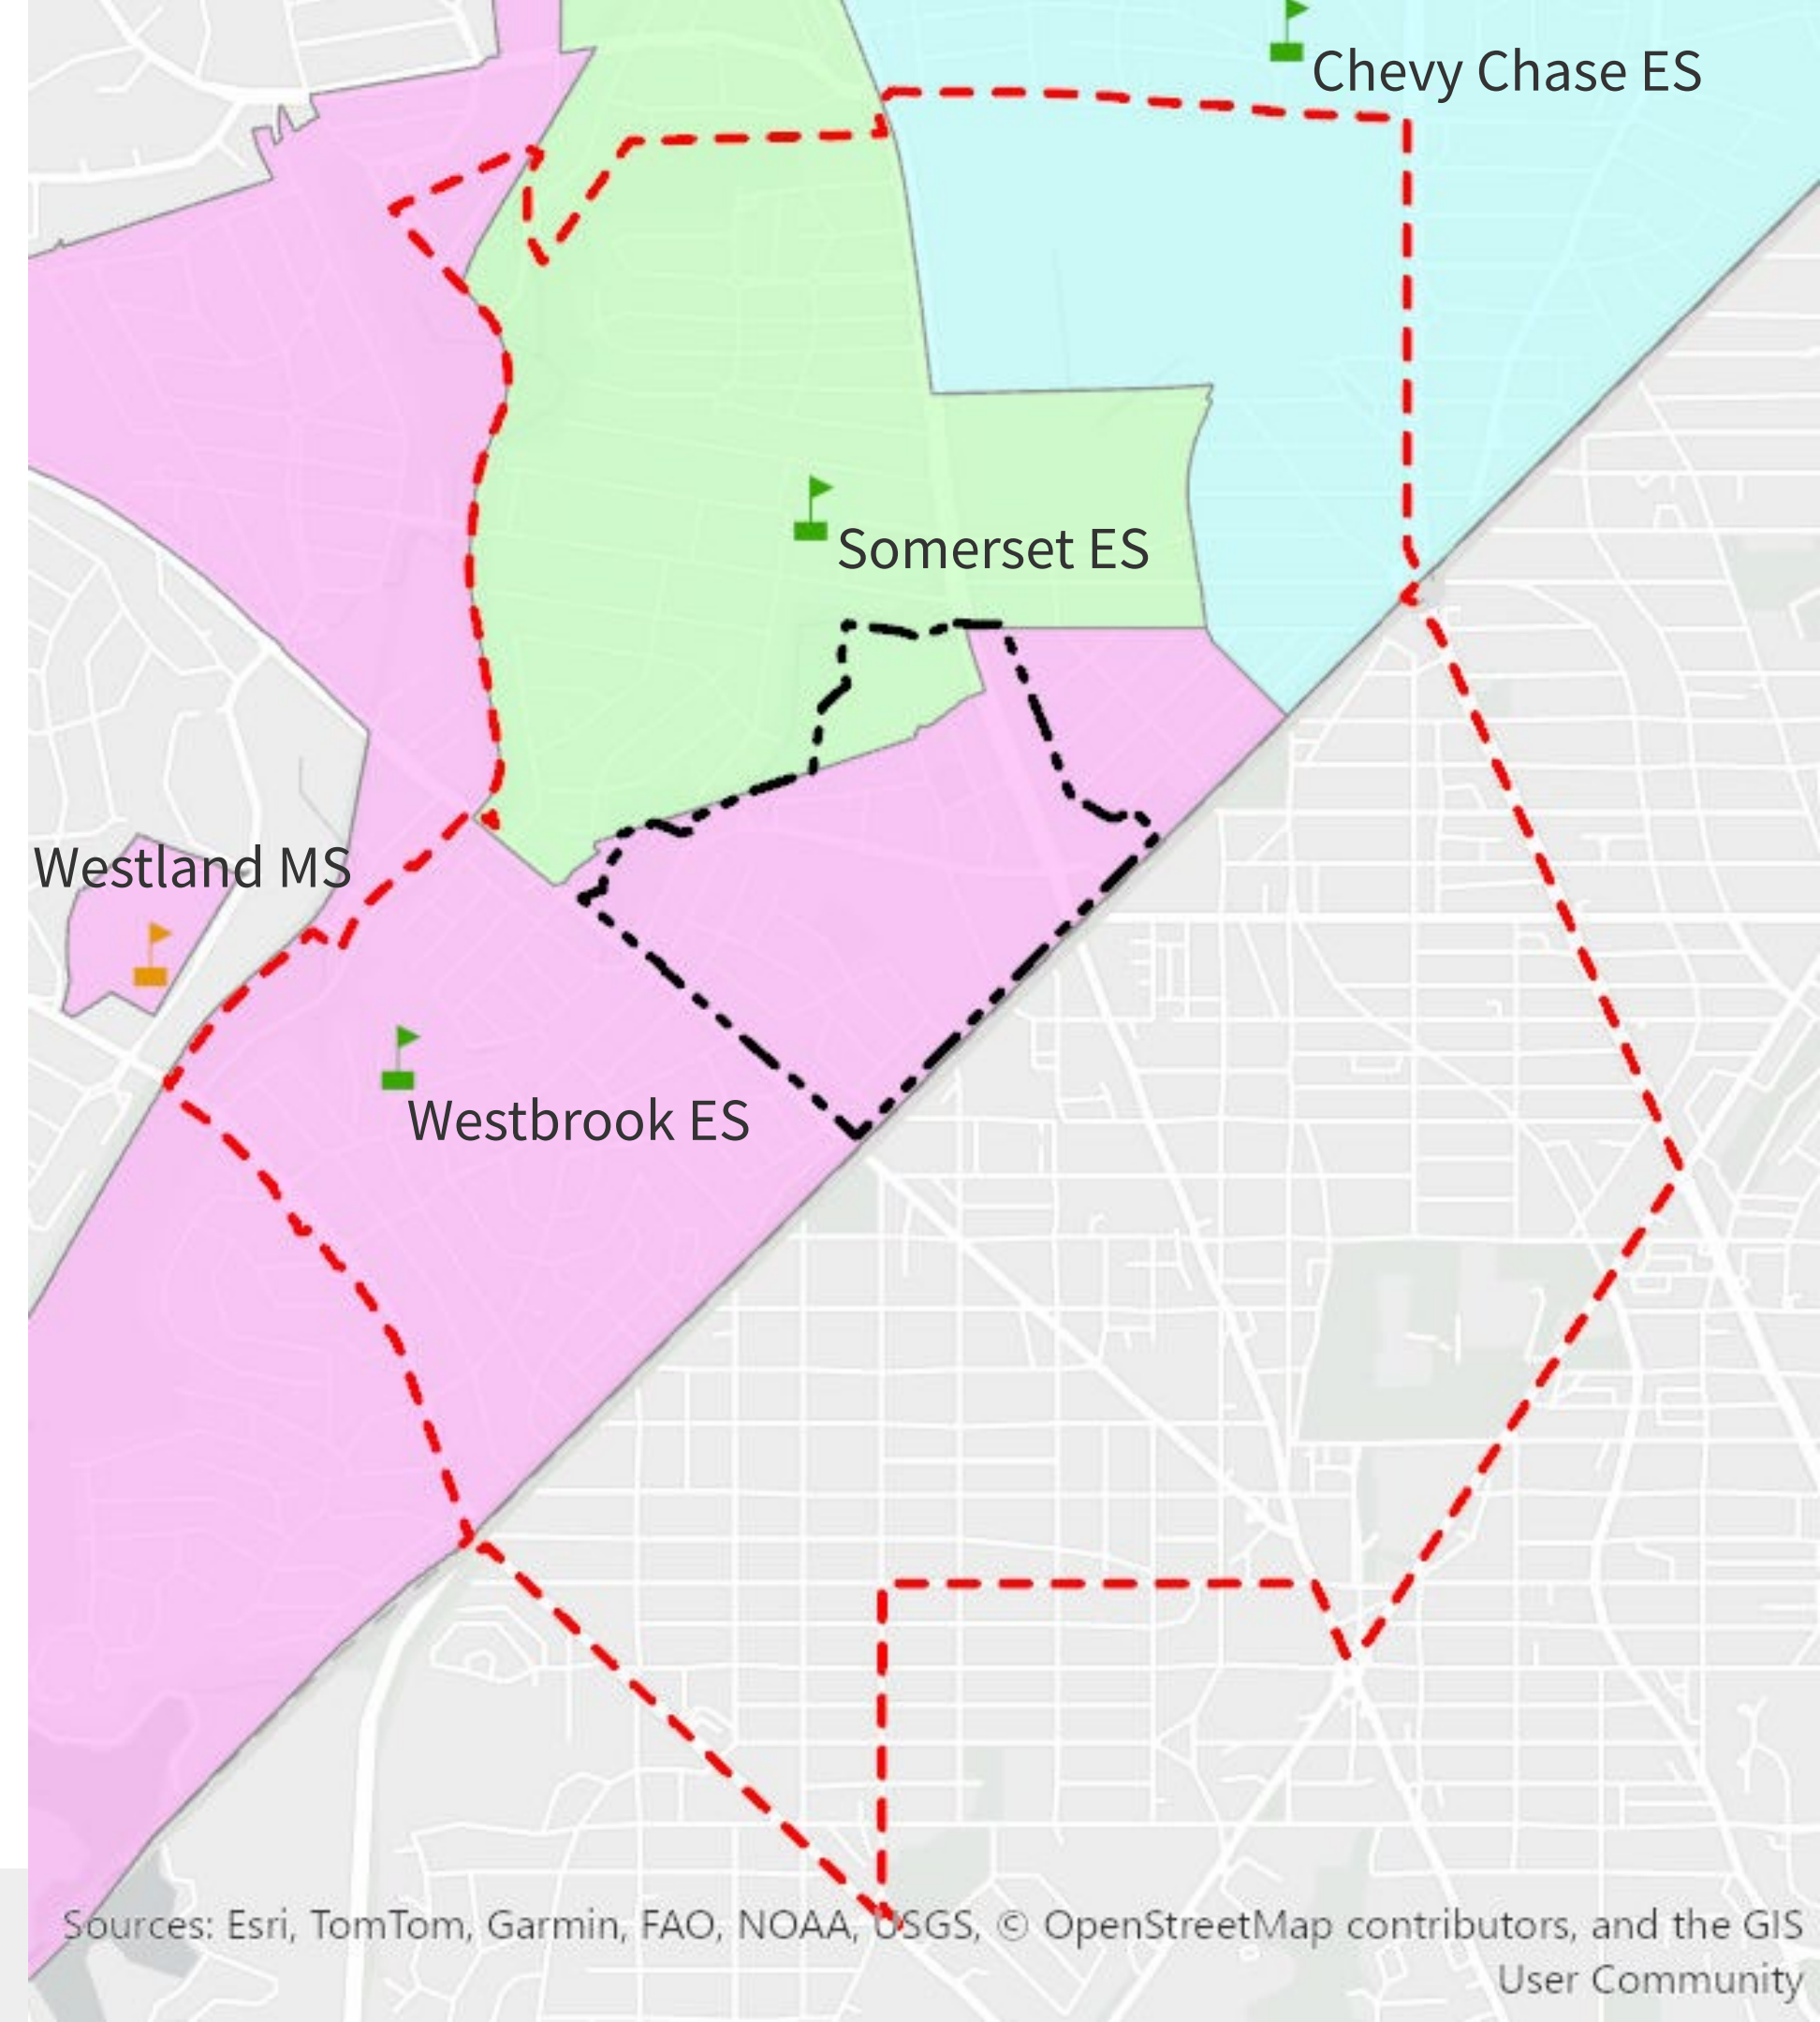 Chevy Chase ES
Somerset ES
Westland MS
Westbrook ES
Sources: Esri, TomTom, Garmin, FAO, NOAA, USGS, © OpenStreetMap contributors, and the GIS
User Community